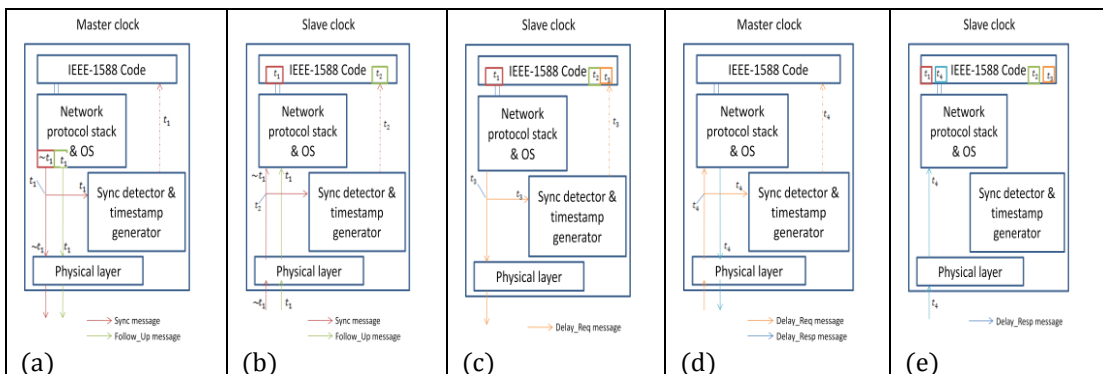 Master clock
IEEE-1588 Code
Network
protocol stack
& OS
t₁
~t₁ t₁
t₁ t₁
Sync detector &
timestamp
generator
~t₁ t₁
Physical layer
Sync message
Follow_Up message
(a)
Slave clock
t₁ IEEE-1588 Code t₂
Network
protocol stack
& OS
t₂
~t₁ t₁
t₂
Sync detector &
timestamp
generator
Physical layer
~t₁ t₁
Sync message
Follow_Up message
(b)
Slave clock
t₁ IEEE-1588 Code t₂ t₃
Network
protocol stack
& OS
t₃
t₃ t₃
Sync detector &
timestamp
generator
Physical layer
Delay_Req message
(c)
Master clock
IEEE-1588 Code
Network
protocol stack
& OS
t₄
t₄ t₄
Sync detector &
timestamp
generator
t₄
Physical layer
Delay_Req message
Delay_Resp message
(d)
Slave clock
t₁ t₄ IEEE-1588 Code t₂ t₃
Network
protocol stack
& OS
t₄
Sync detector &
timestamp
generator
Physical layer
t₄
Delay_Resp message
(e)